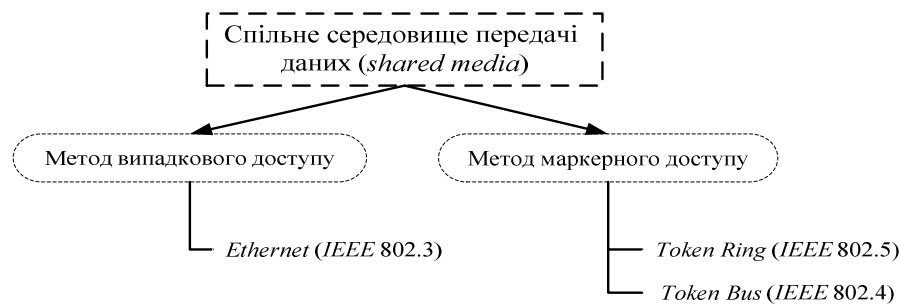 Спільне середовище передачі
даних (shared media)
Метод випадкового доступу
Метод маркерного доступу
Ethernet (IEEE 802.3)
Token Ring (IEEE 802.5)
Token Bus (IEEE 802.4)